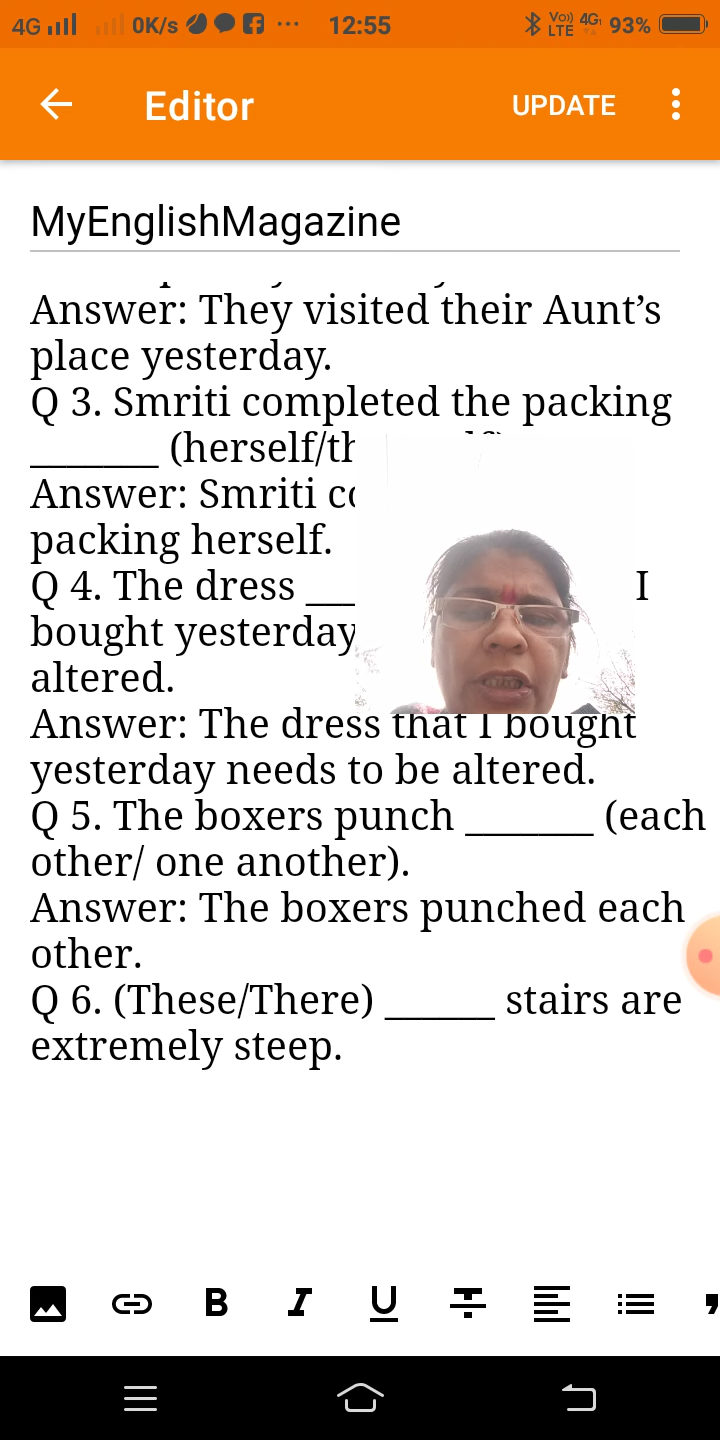 4G 0K/s ... 12:55 Vo)) LTE 4G 93%
Editor UPDATE
MyEnglishMagazine
Answer: They visited their Aunt’s
place yesterday.
Q 3. Smriti completed the packing
_______ (herself/th
Answer: Smriti co
packing herself.
Q 4. The dress ___ I
bought yesterday
altered.
Answer: The dress that I bought
yesterday needs to be altered.
Q 5. The boxers punch _______ (each
other/ one another).
Answer: The boxers punched each
other.
Q 6. (These/There) ______ stairs are
extremely steep.
B I U